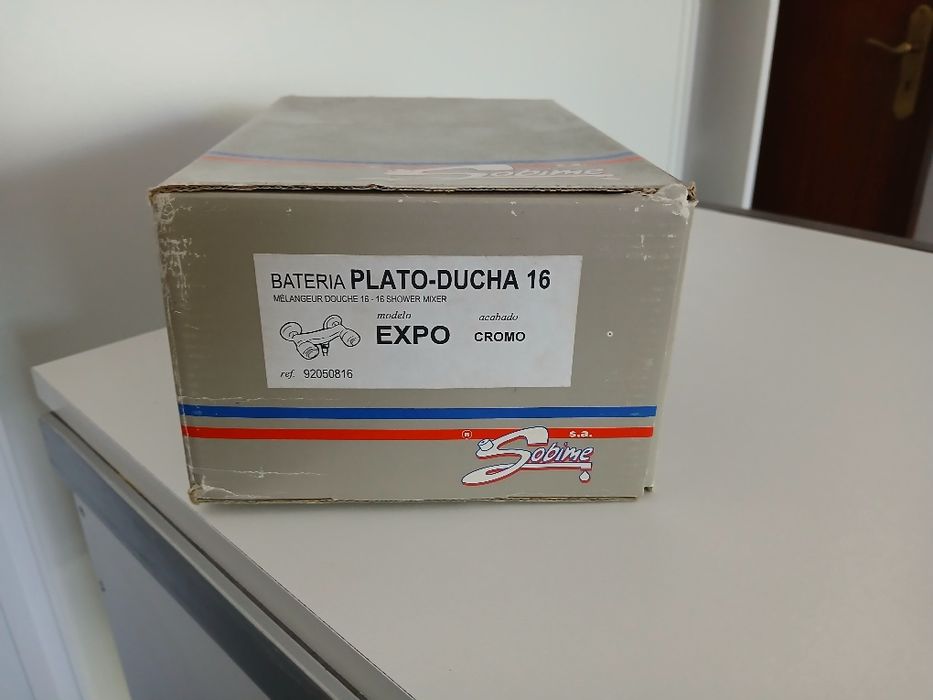 Sobime
BATERIA PLATO-DUCHA 16
MÉLANGEUR DOUCHE 16 - 16 SHOWER MIXER
modelo acabado
EXPO CROMO
ref. 92050816
® s.a.
Sobime